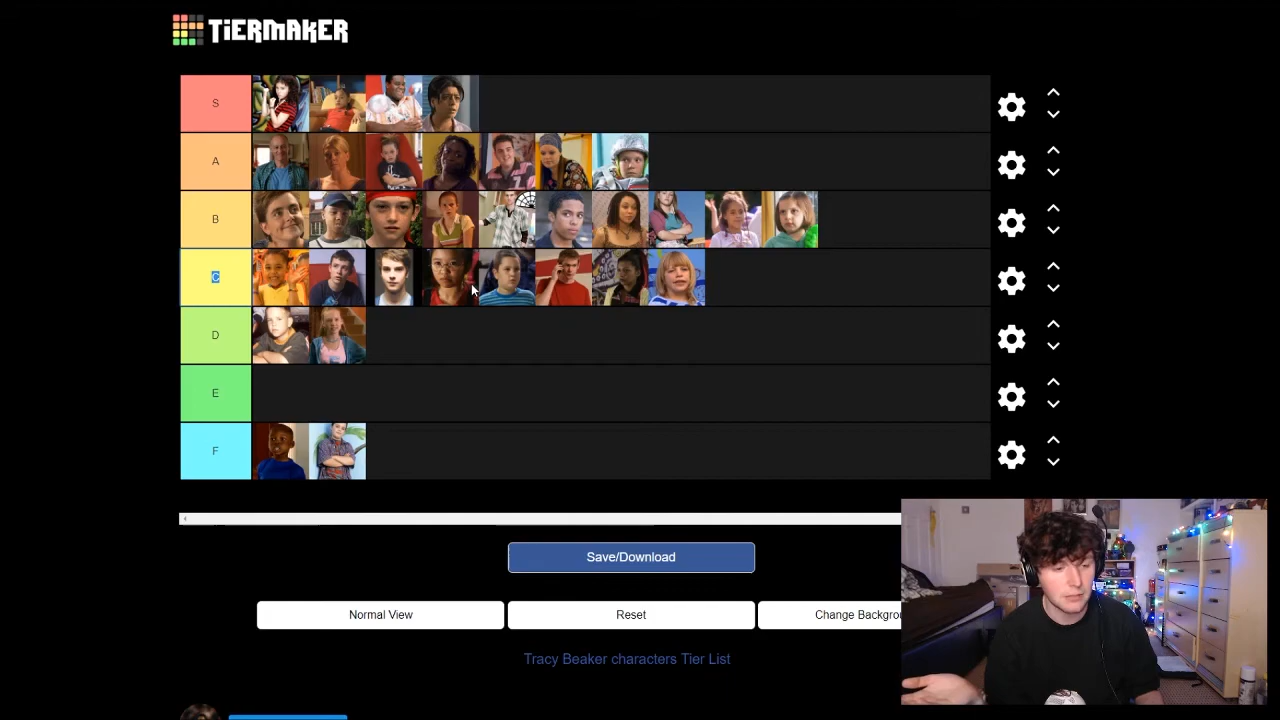 TIERMAKER
S
A
B
C
D
E
F
Save/Download
Normal View
Reset
Change Backgro
Tracy Beaker characters Tier List